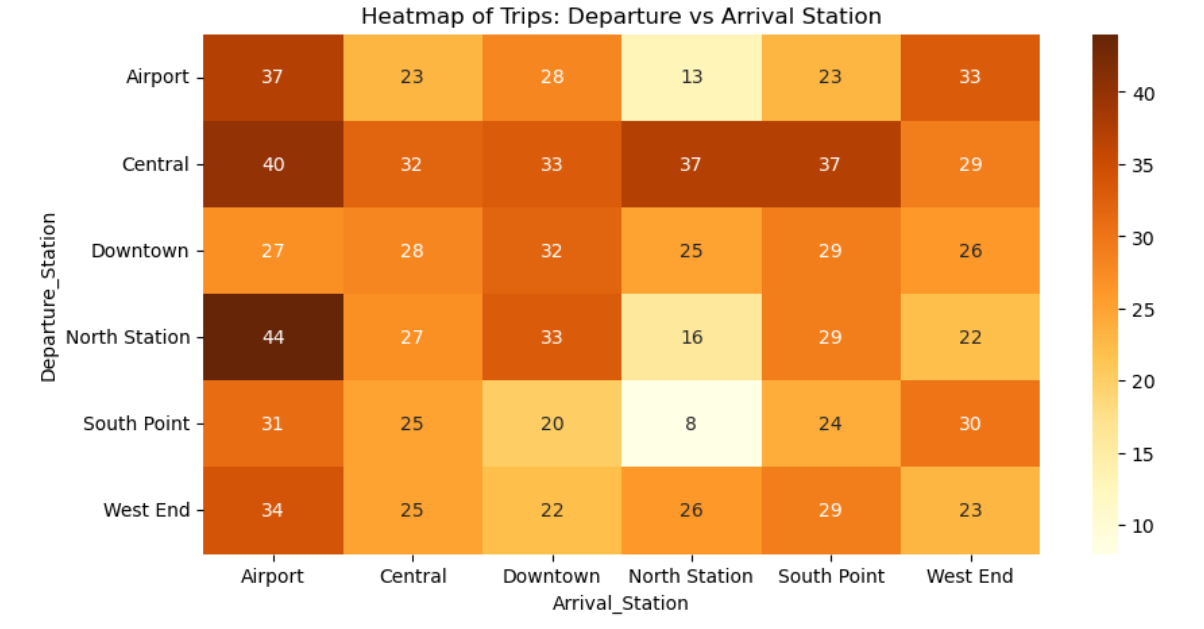 Heatmap of Trips: Departure vs Arrival Station
Departure_Station
Airport 37 23 28 13 23 33
Central 40 32 33 37 37 29
Downtown 27 28 32 25 29 26
North Station 44 27 33 16 29 22
South Point 31 25 20 8 24 30
West End 34 25 22 26 29 23
Airport Central Downtown North Station South Point West End
Arrival_Station
40
35
30
25
20
15
10